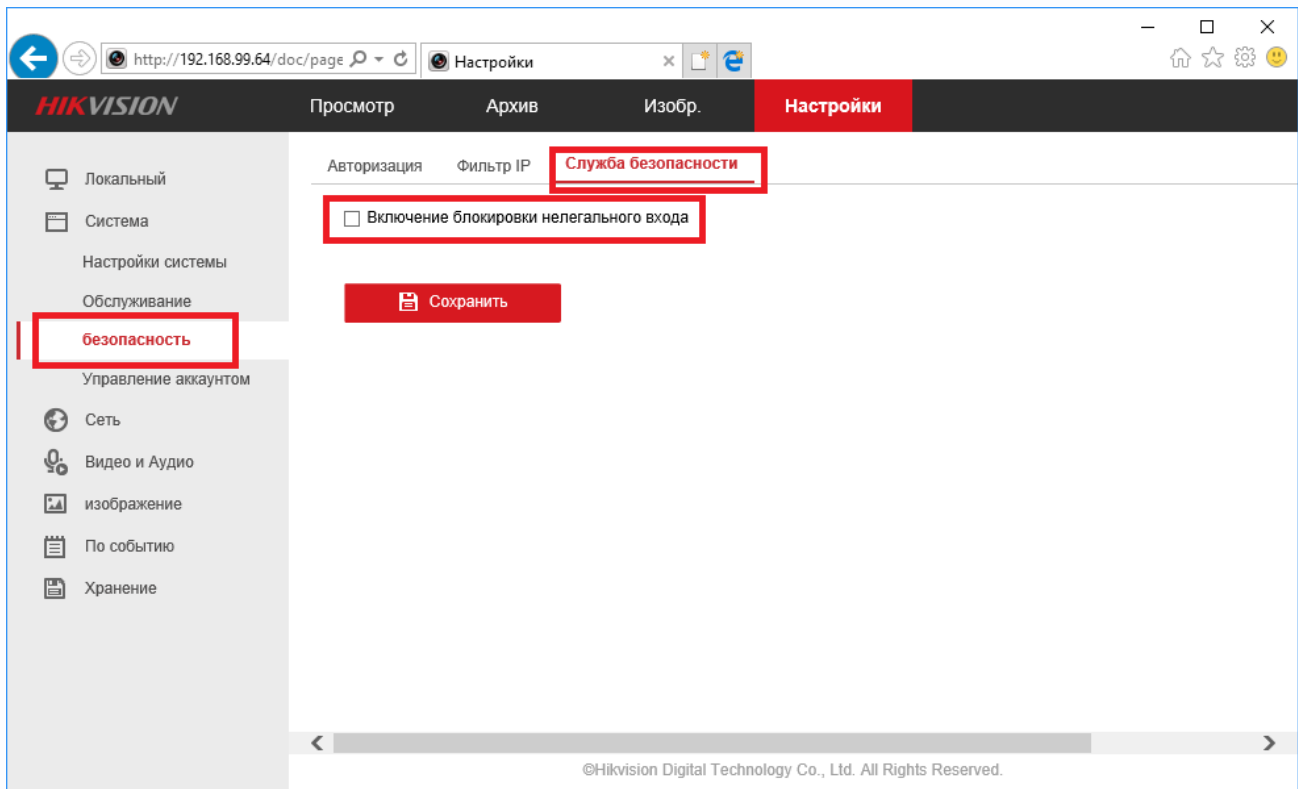 http://192.168.99.64/doc/page
Настройки
HIKVISION
Просмотр
Архив
Изобр.
Настройки
Локальный
Система
Настройки системы
Обслуживание
безопасность
Управление аккаунтом
Сеть
Видео и Аудио
изображение
По событию
Хранение
Авторизация
Фильтр IP
Служба безопасности
Включение блокировки нелегального входа
Сохранить
©Hikvision Digital Technology Co., Ltd. All Rights Reserved.